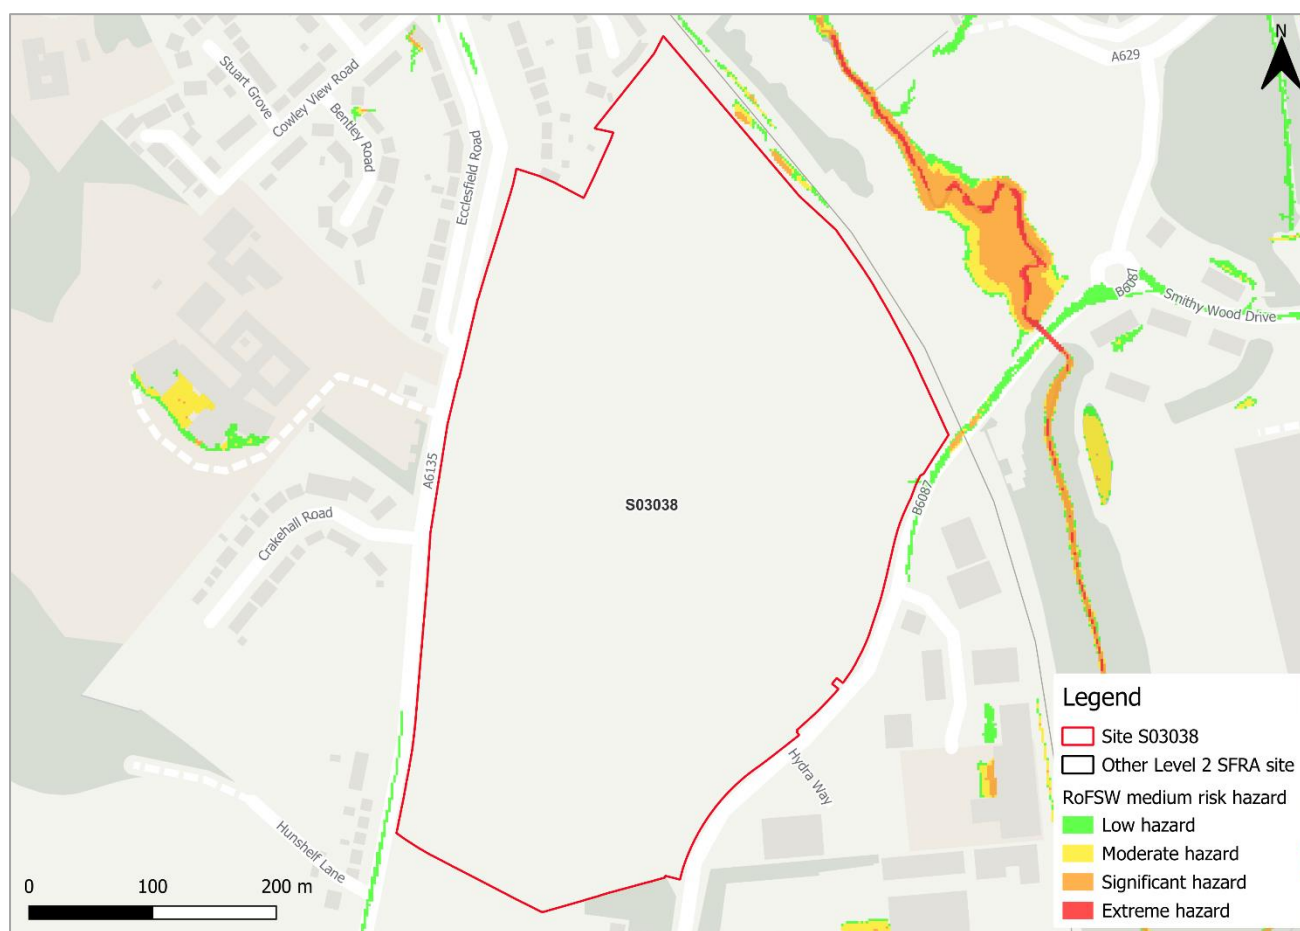 N
A629
Stuart Grove
Cowley View Road
Bentley Road
Ecclesfield Road
B6087
Smithy Wood Drive
A6135
S03038
B6087
Crakehall Road
Hydra Way
Hunshelf Lane
0 100 200 m
Legend
Site S03038
Other Level 2 SFRA site
RoFSW medium risk hazard
Low hazard
Moderate hazard
Significant hazard
Extreme hazard